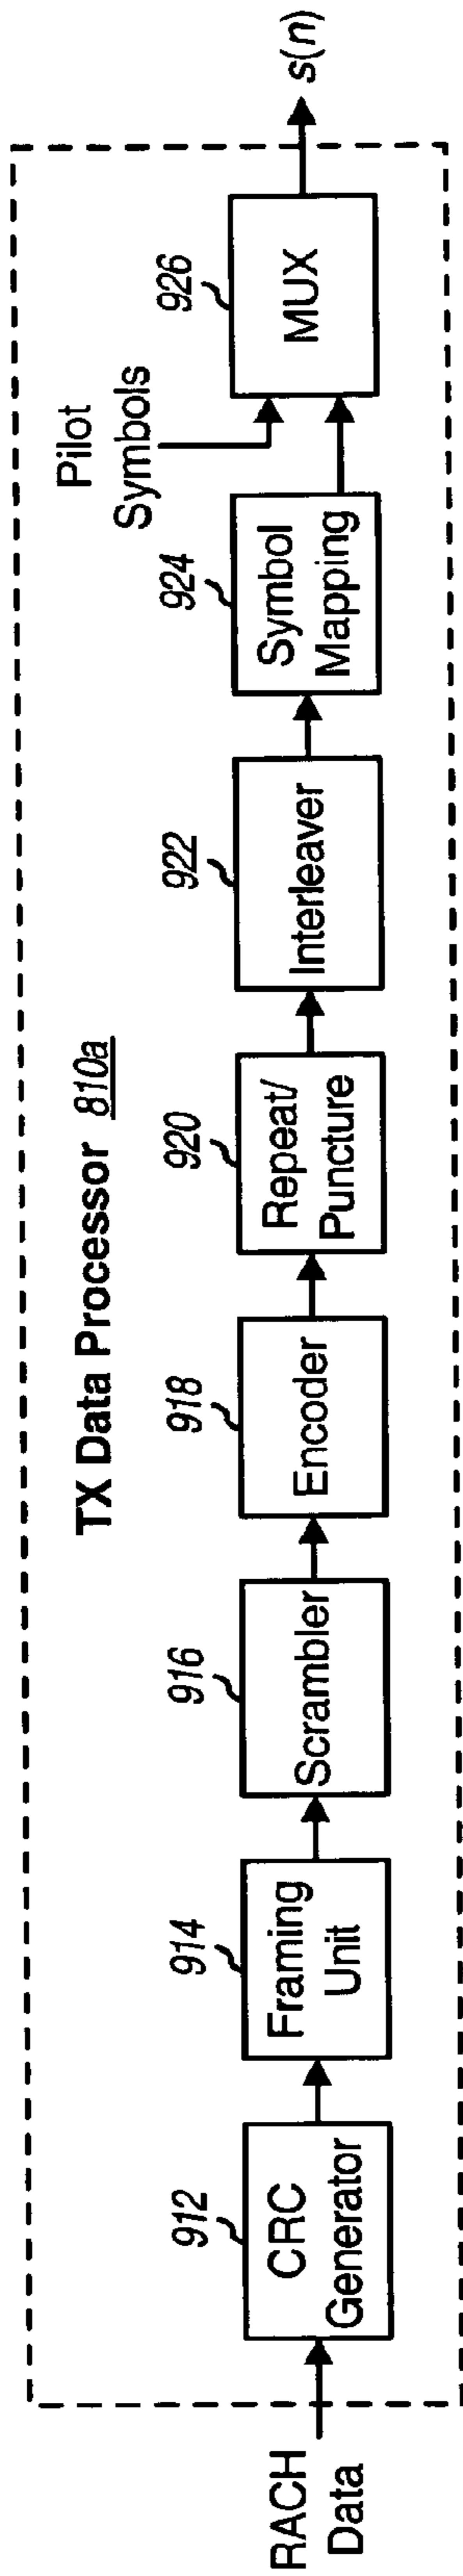 TX Data Processor 810a
RACH
Data
912
CRC
Generator
914
Framing
Unit
916
Scrambler
918
Encoder
920
Repeat/
Puncture
922
Interleaver
924
Symbol
Mapping
Pilot
Symbols
926
MUX
s(n)